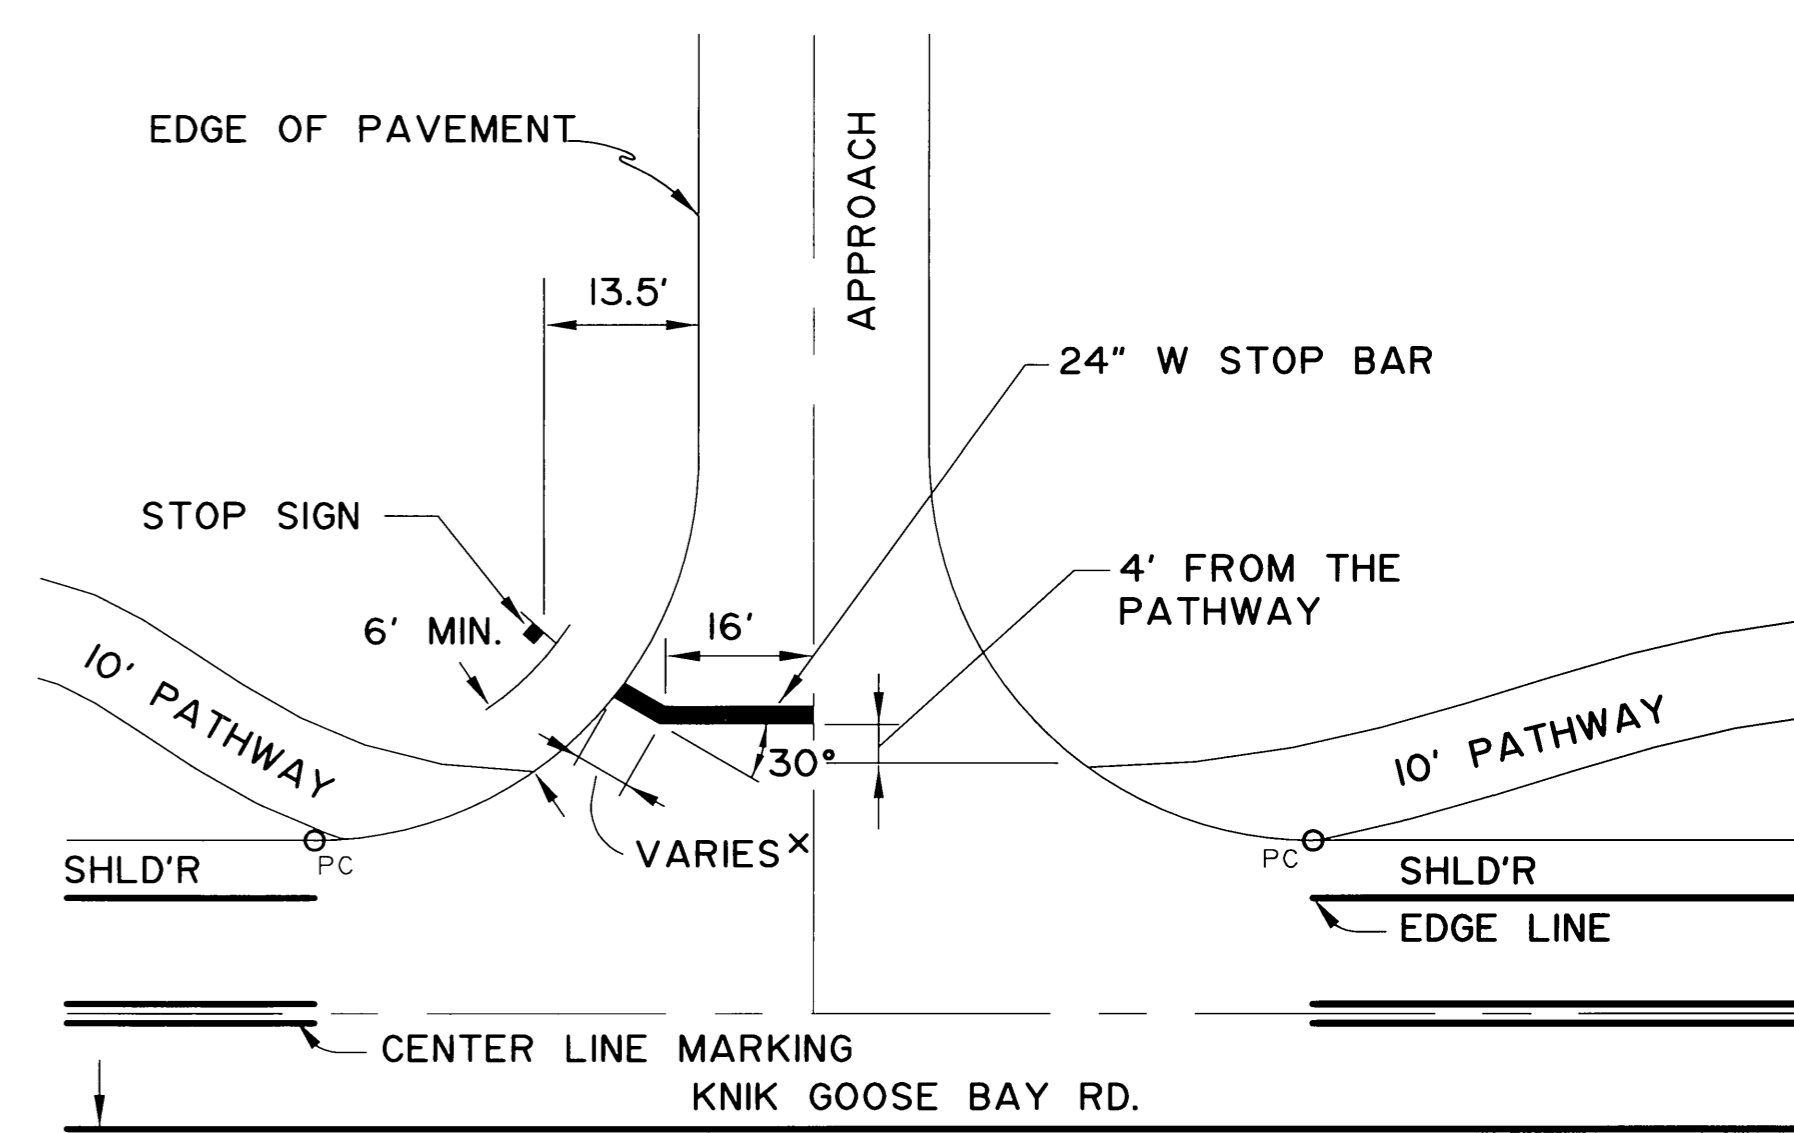 EDGE OF PAVEMENT
APPROACH
13.5'
24" W STOP BAR
STOP SIGN
4' FROM THE
PATHWAY
6' MIN.
16'
10' PATHWAY
10' PATHWAY
30°
VARIES x
PC
PC
SHLD'R
SHLD'R
EDGE LINE
CENTER LINE MARKING
KNIK GOOSE BAY RD.